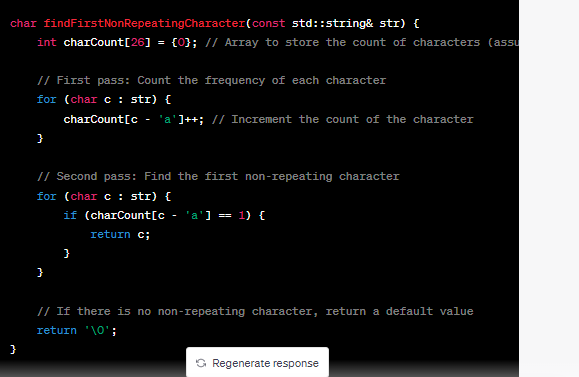 char findFirstNonRepeatingCharacter(const std::string& str) {
    int charCount[26] = {0}; // Array to store the count of characters (assu

    // First pass: Count the frequency of each character
    for (char c : str) {
        charCount[c - 'a']++; // Increment the count of the character
    }

    // Second pass: Find the first non-repeating character
    for (char c : str) {
        if (charCount[c - 'a'] == 1) {
            return c;
        }
    }

    // If there is no non-repeating character, return a default value
    return '\0';
}
Regenerate response